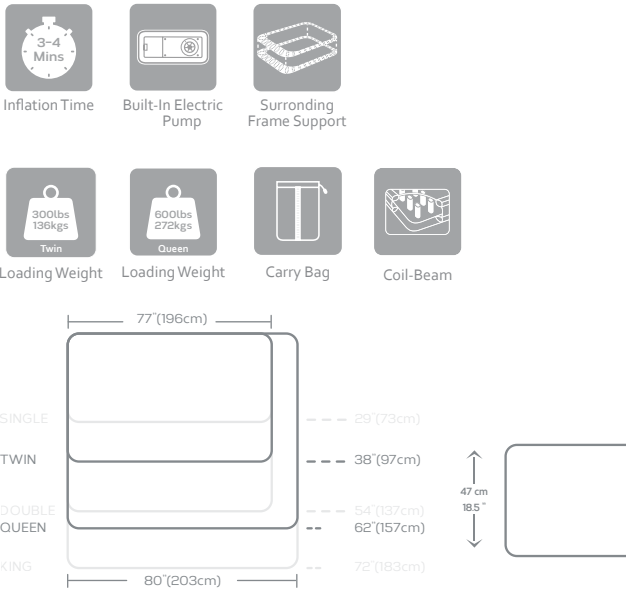 3-4
Mins
Inflation Time
Built-In Electric
Pump
Surronding
Frame Support
300lbs
136kgs
Twin
Loading Weight
600lbs
272kgs
Queen
Loading Weight
Carry Bag
Coil-Beam
77"(196cm)
SINGLE
29"(73cm)
TWIN
38"(97cm)
47 cm
18.5 "
DOUBLE
54"(137cm)
QUEEN
62"(157cm)
KING
72"(183cm)
80"(203cm)